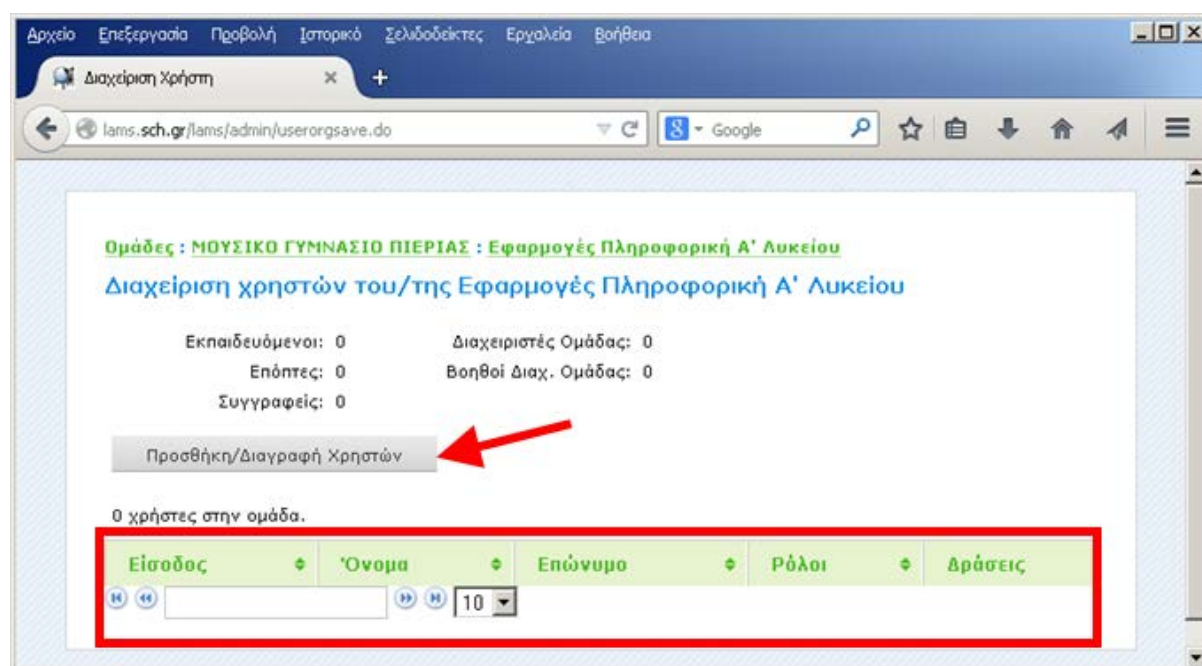 Αρχείο Επεξεργασία Προβολή Ιστορικό Σελιδοδείκτες Εργαλεία Βοήθεια
Διαχείριση Χρήστη
lams.sch.gr/lams/admin/userorgsave.do Google
Ομάδες : ΜΟΥΣΙΚΟ ΓΥΜΝΑΣΙΟ ΠΙΕΡΙΑΣ : Εφαρμογές Πληροφορική Α' Λυκείου
Διαχείριση χρηστών του/της Εφαρμογές Πληροφορική Α' Λυκείου
Εκπαιδευόμενοι: 0 Διαχειριστές Ομάδας: 0
Επόπτες: 0 Βοηθοί Διαχ. Ομάδας: 0
Συγγραφείς: 0
Προσθήκη/Διαγραφή Χρηστών
0 χρήστες στην ομάδα.
Είσοδος Όνομα Επώνυμο Ρόλοι Δράσεις
10